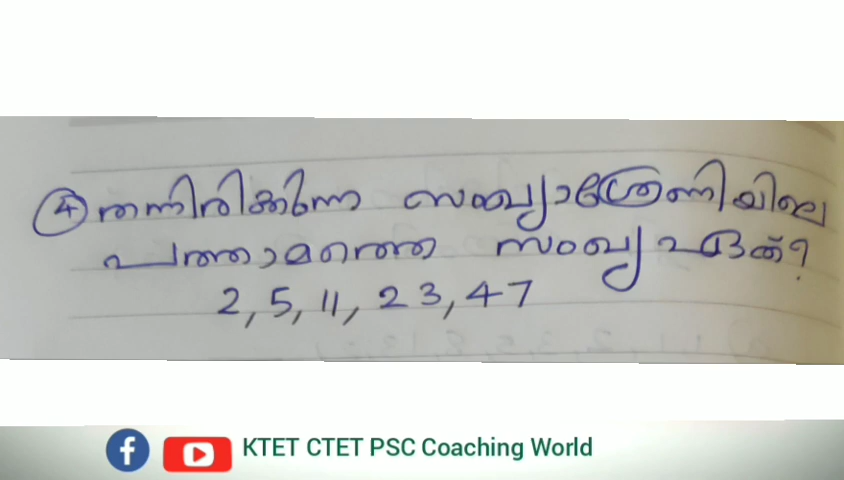 ④ തന്നിരിക്കുന്ന സംഖ്യാശ്രേണിയിലെ
പത്താമത്തെ സംഖ്യ ഏത്?
2, 5, 11, 23, 47
KTET CTET PSC Coaching World